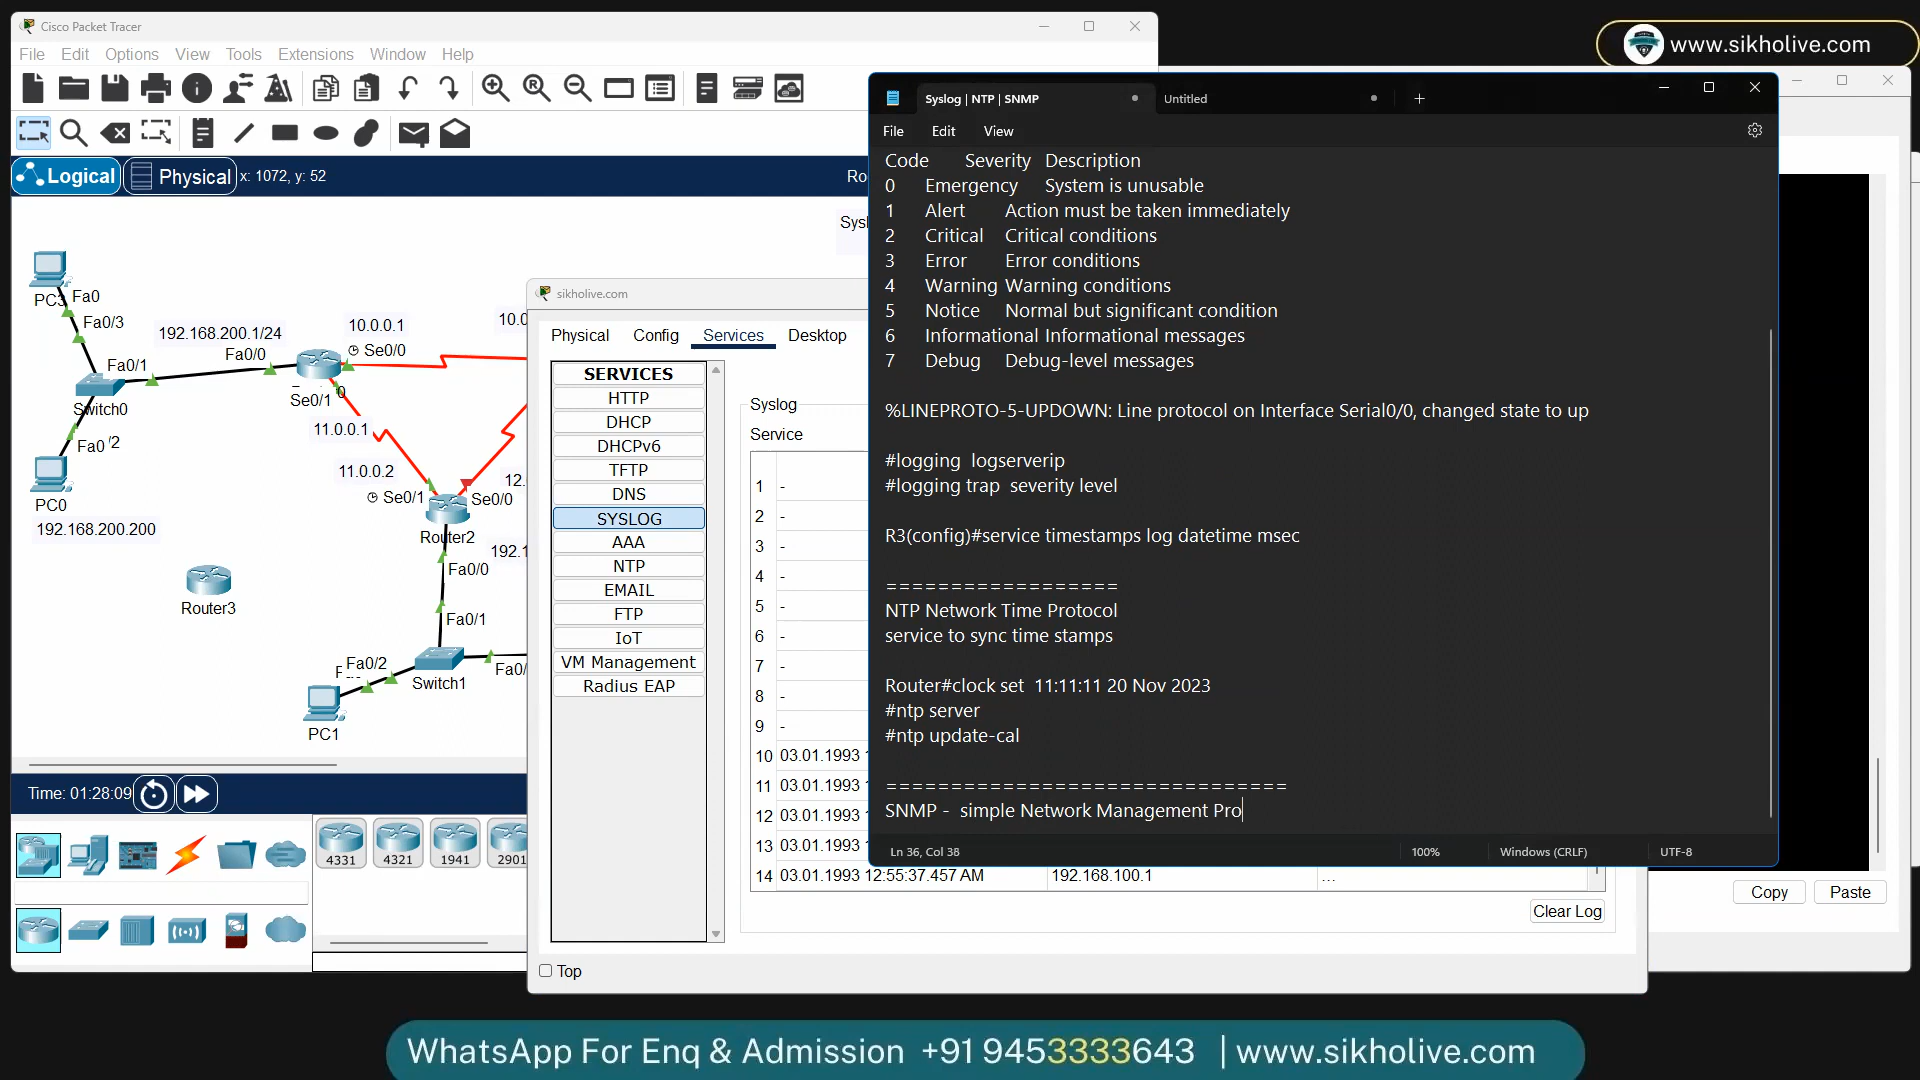 Cisco Packet Tracer
www.sikholive.com
File Edit Options View Tools Extensions Window Help
Syslog | NTP | SNMP
Untitled
File Edit View
Logical
Physical
x: 1072, y: 52
Code Severity Description
0 Emergency System is unusable
1 Alert Action must be taken immediately
2 Critical Critical conditions
3 Error Error conditions
4 Warning Warning conditions
5 Notice Normal but significant condition
6 Informational Informational messages
7 Debug Debug-level messages
%LINEPROTO-5-UPDOWN: Line protocol on Interface Serial0/0, changed state to up
#logging logserverip
#logging trap severity level
R3(config)#service timestamps log datetime msec
==================
NTP Network Time Protocol
service to sync time stamps
Router#clock set 11:11:11 20 Nov 2023
#ntp server
#ntp update-cal
===============================
SNMP - simple Network Management Pro
Ln 36, Col 38
100%
Windows (CRLF)
UTF-8
PC3
Fa0
Fa0/3
192.168.200.1/24
10.0.0.1
Fa0/1
Fa0/0
Se0/0
Switch0
Se0/1
11.0.0.1
Fa0
11.0.0.2
PC0
Se0/1
Se0/0
192.168.200.200
Router2
Fa0/0
Router3
Fa0/1
Fa0/2
Switch1
PC1
Time: 01:28:09
4331
4321
1941
2901
sikholive.com
Physical Config Services Desktop
SERVICES
HTTP
DHCP
DHCPv6
TFTP
DNS
SYSLOG
AAA
NTP
EMAIL
FTP
IoT
VM Management
Radius EAP
Syslog
Service
1 -
2 -
3 -
4 -
5 -
6 -
7 -
8 -
9 -
10 03.01.1993
11 03.01.1993
12 03.01.1993
13 03.01.1993
14 03.01.1993 12:55:37.457 AM 192.168.100.1 ...
Clear Log
Top
Copy
Paste
WhatsApp For Enq & Admission +91 9453333643 | www.sikholive.com